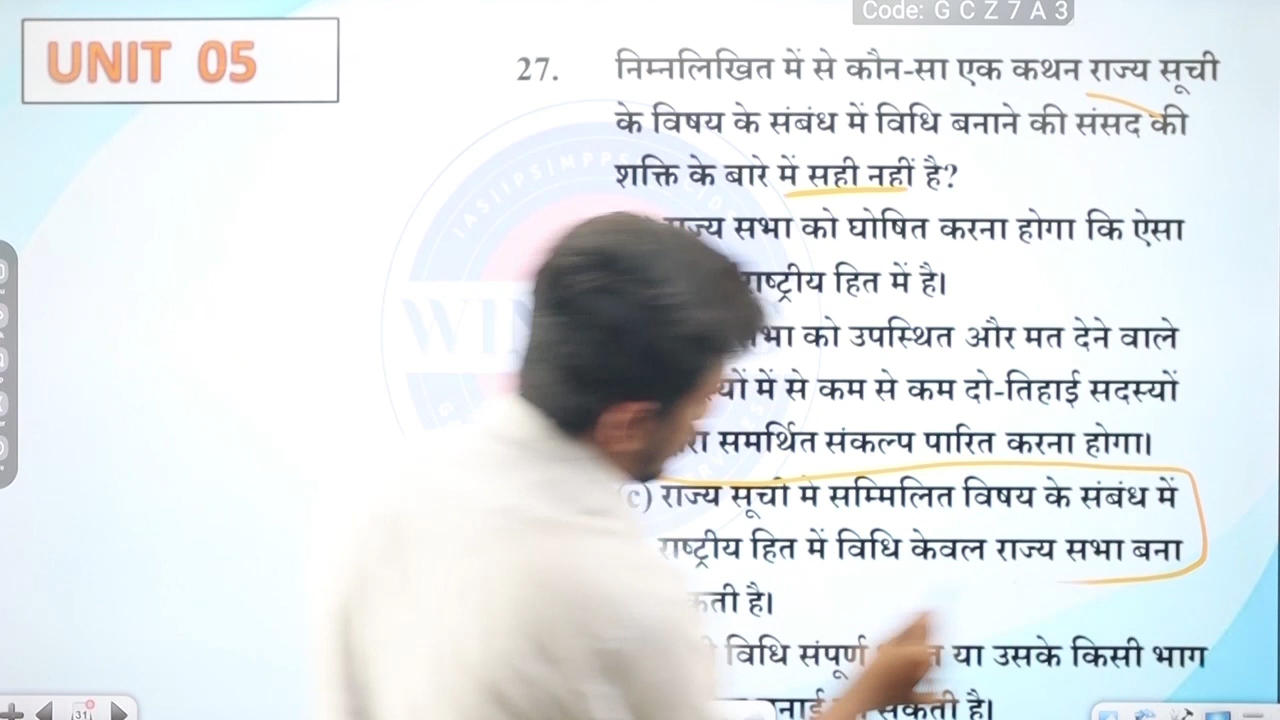 Code: G C Z 7 A 3
UNIT 05
27. निम्नलिखित में से कौन-सा एक कथन राज्य सूची
के विषय के संबंध में विधि बनाने की संसद की
शक्ति के बारे में सही नहीं है?
सभा को घोषित करना होगा कि ऐसा
हित में है।
को उपस्थित और मत देने वाले
में से कम से कम दो-तिहाई सदस्यों
समर्थित संकल्प पारित करना होगा।
(c) राज्य सूची में सम्मिलित विषय के संबंध में
राष्ट्रीय हित में विधि केवल राज्य सभा बना
है।
विधि संपूर्ण या उसके किसी भाग
सकती है।
31